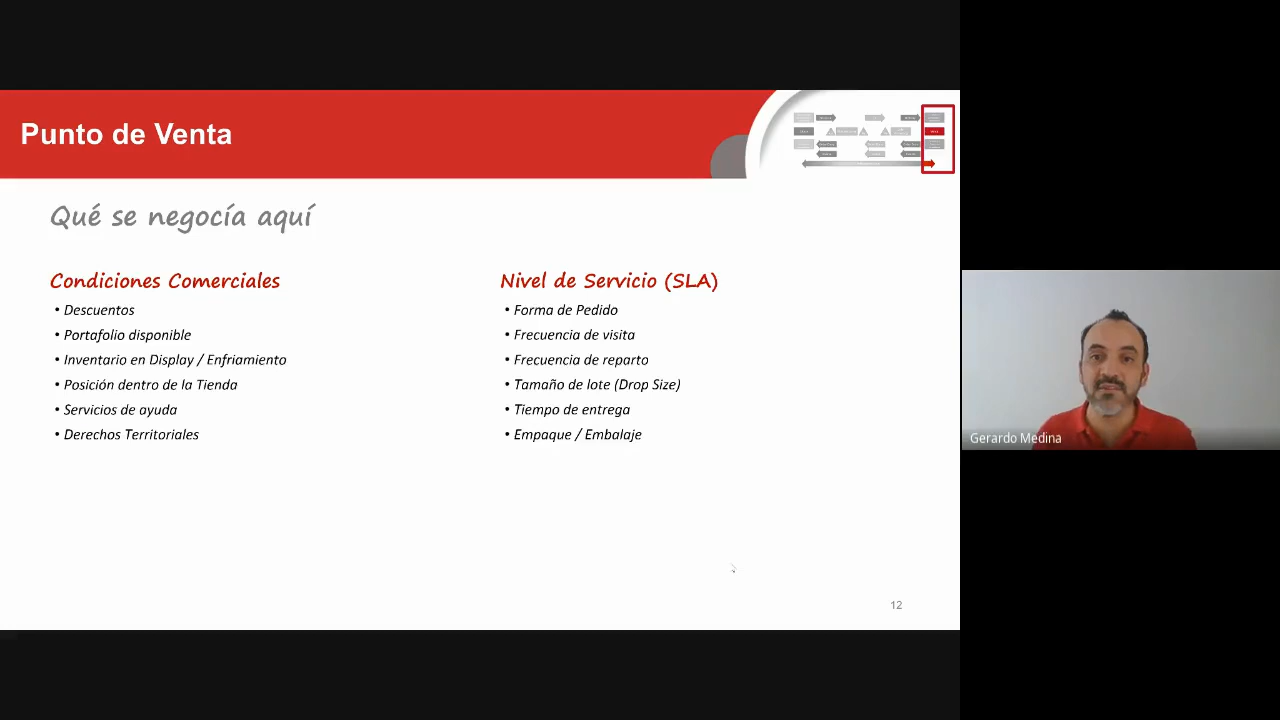 Punto de Venta
Qué se negocía aquí
Condiciones Comerciales
• Descuentos
• Portafolio disponible
• Inventario en Display / Enfriamiento
• Posición dentro de la Tienda
• Servicios de ayuda
• Derechos Territoriales
Nivel de Servicio (SLA)
• Forma de Pedido
• Frecuencia de visita
• Frecuencia de reparto
• Tamaño de lote (Drop Size)
• Tiempo de entrega
• Empaque / Embalaje
12
Gerardo Medina